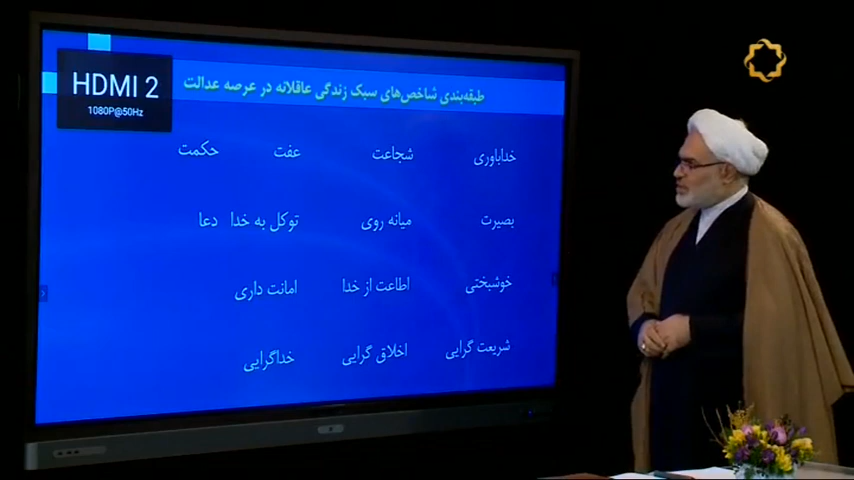 HDMI 2
1080P@50Hz
طبقه‌بندی شاخص‌های سبک زندگی عاقلانه در عرصه عدالت
خداباوری شجاعت عفت حکمت
بصیرت میانه روی توکل به خدا دعا
خوشبختی اطاعت از خدا امانت داری
شریعت گرایی اخلاق گرایی خداگرایی